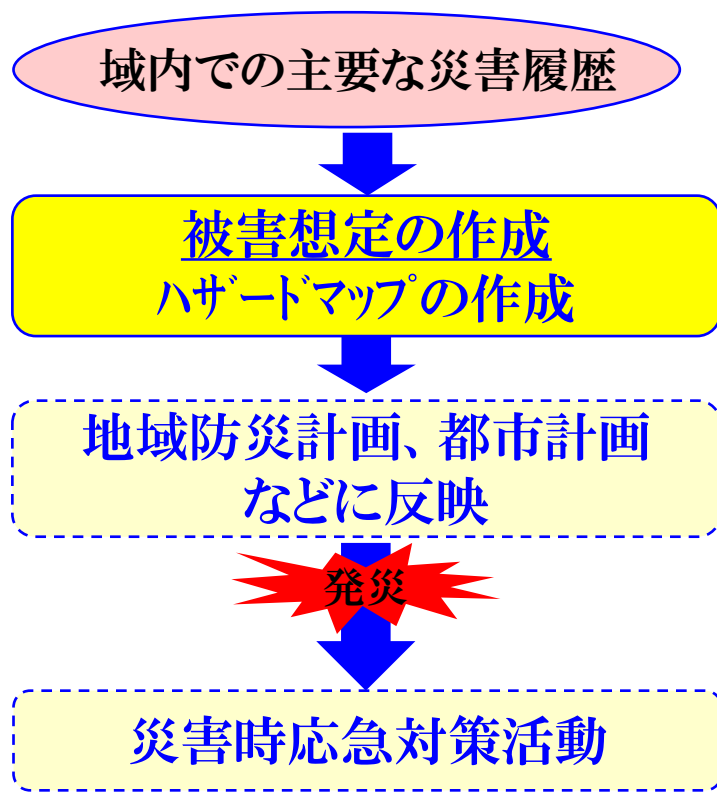 域内での主要な災害履歴
被害想定の作成
ﾊｻﾞｰﾄﾞﾏｯﾌﾟの作成
地域防災計画、都市計画
などに反映
発災
災害時応急対策活動